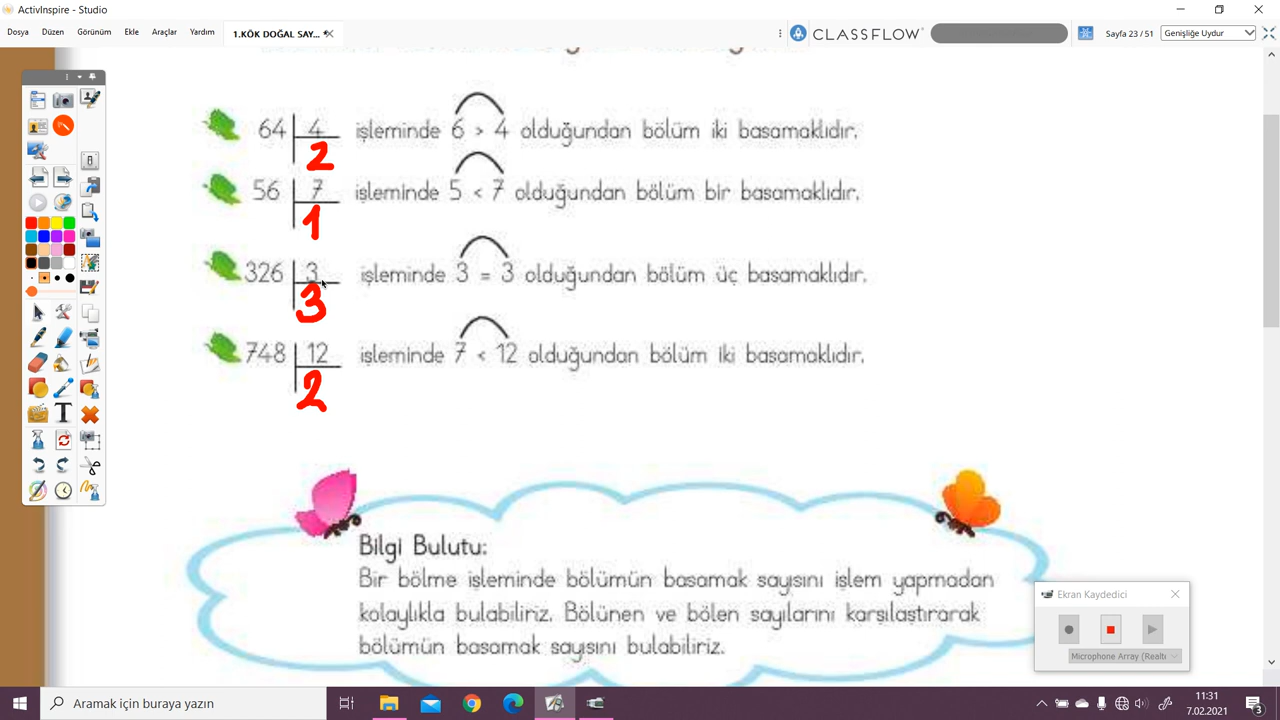 ActivInspire - Studio
Dosya Düzen Görünüm Ekle Araçlar Yardım
1.KÖK DOĞAL SAY...
CLASSFLOW
Sayfa 23 / 51
Genişliğe Uydur
64 4 işleminde 6 > 4 olduğundan bölüm iki basamaklıdır.
2
56 7 işleminde 5 < 7 olduğundan bölüm bir basamaklıdır.
1
326 3 işleminde 3 = 3 olduğundan bölüm üç basamaklıdır.
3
748 12 işleminde 7 < 12 olduğundan bölüm iki basamaklıdır.
2
Bilgi Bulutu:
Bir bölme işleminde bölümün basamak sayısını işlem yapmadan
kolaylıkla bulabiliriz. Bölünen ve bölen sayılarını karşılaştırarak
bölümün basamak sayısını bulabiliriz.
Ekran Kaydedici
Microphone Array (Realt
Aramak için buraya yazın
11:31
7.02.2021
3